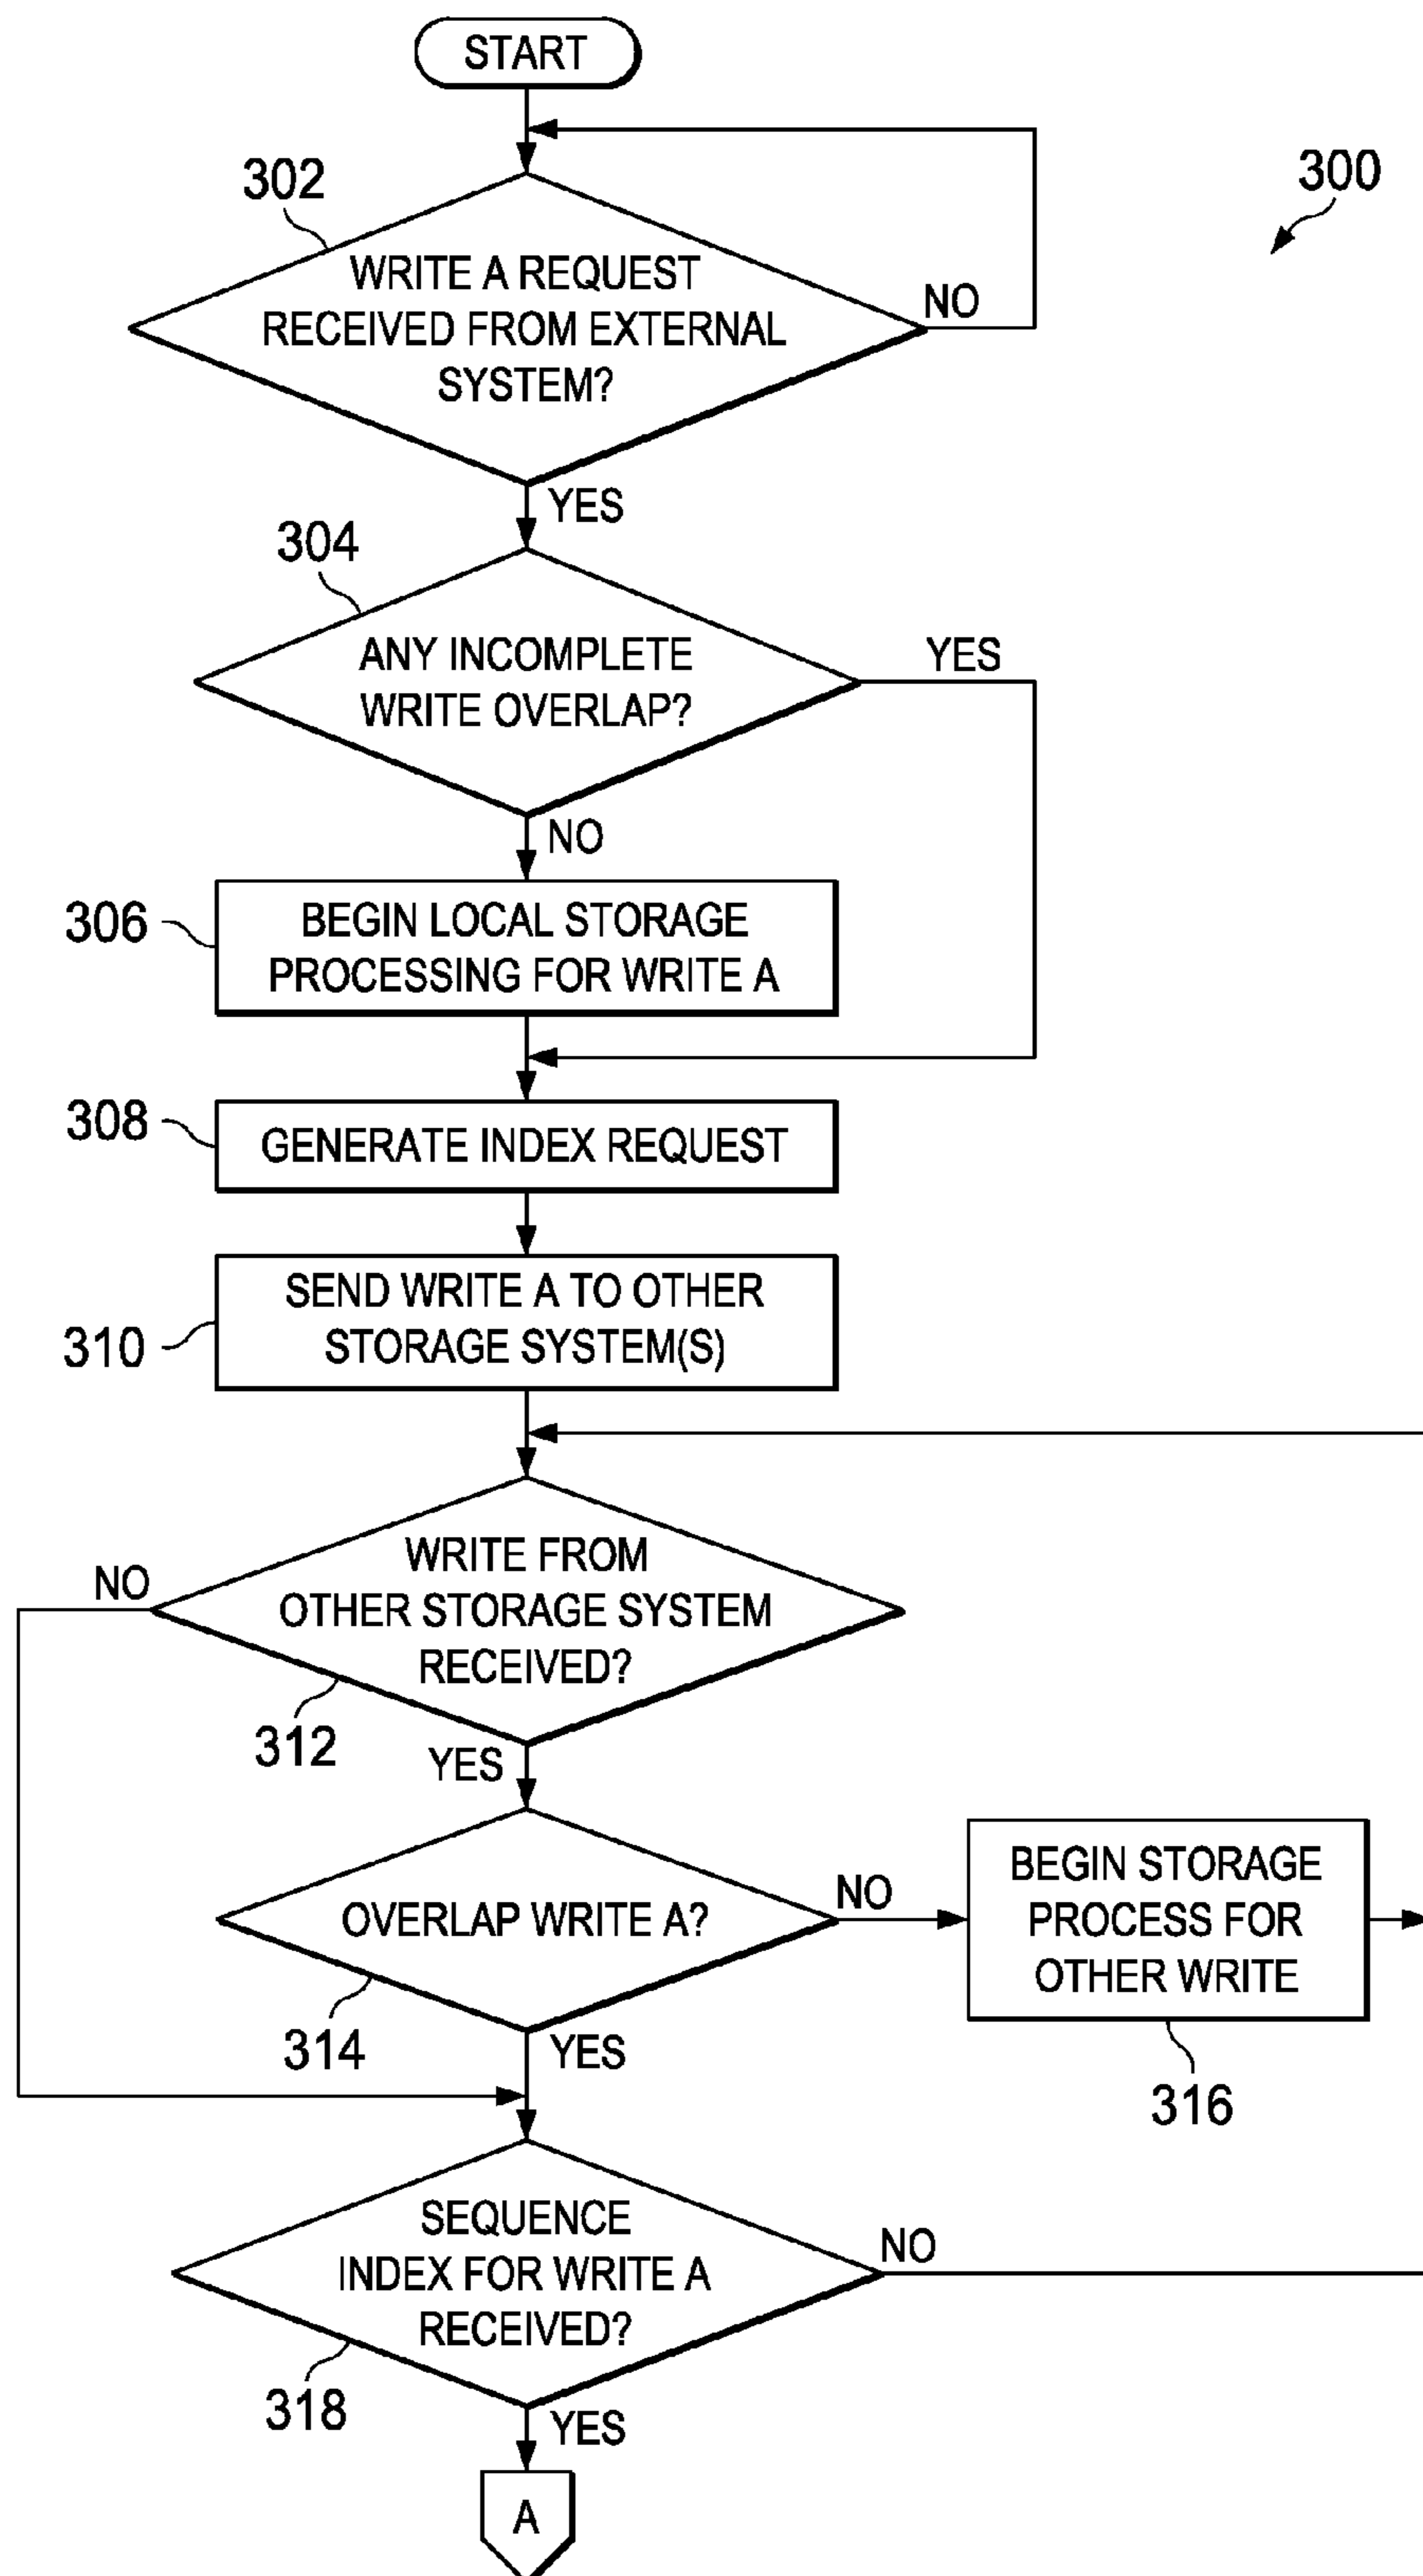 START
300
302
WRITE A REQUEST
RECEIVED FROM EXTERNAL
SYSTEM?
NO
YES
304
ANY INCOMPLETE
WRITE OVERLAP?
YES
NO
306
BEGIN LOCAL STORAGE
PROCESSING FOR WRITE A
308
GENERATE INDEX REQUEST
310
SEND WRITE A TO OTHER
STORAGE SYSTEM(S)
NO
WRITE FROM
OTHER STORAGE SYSTEM
RECEIVED?
312
YES
OVERLAP WRITE A?
NO
BEGIN STORAGE
PROCESS FOR
OTHER WRITE
314
YES
316
SEQUENCE
INDEX FOR WRITE A
RECEIVED?
NO
318
YES
A